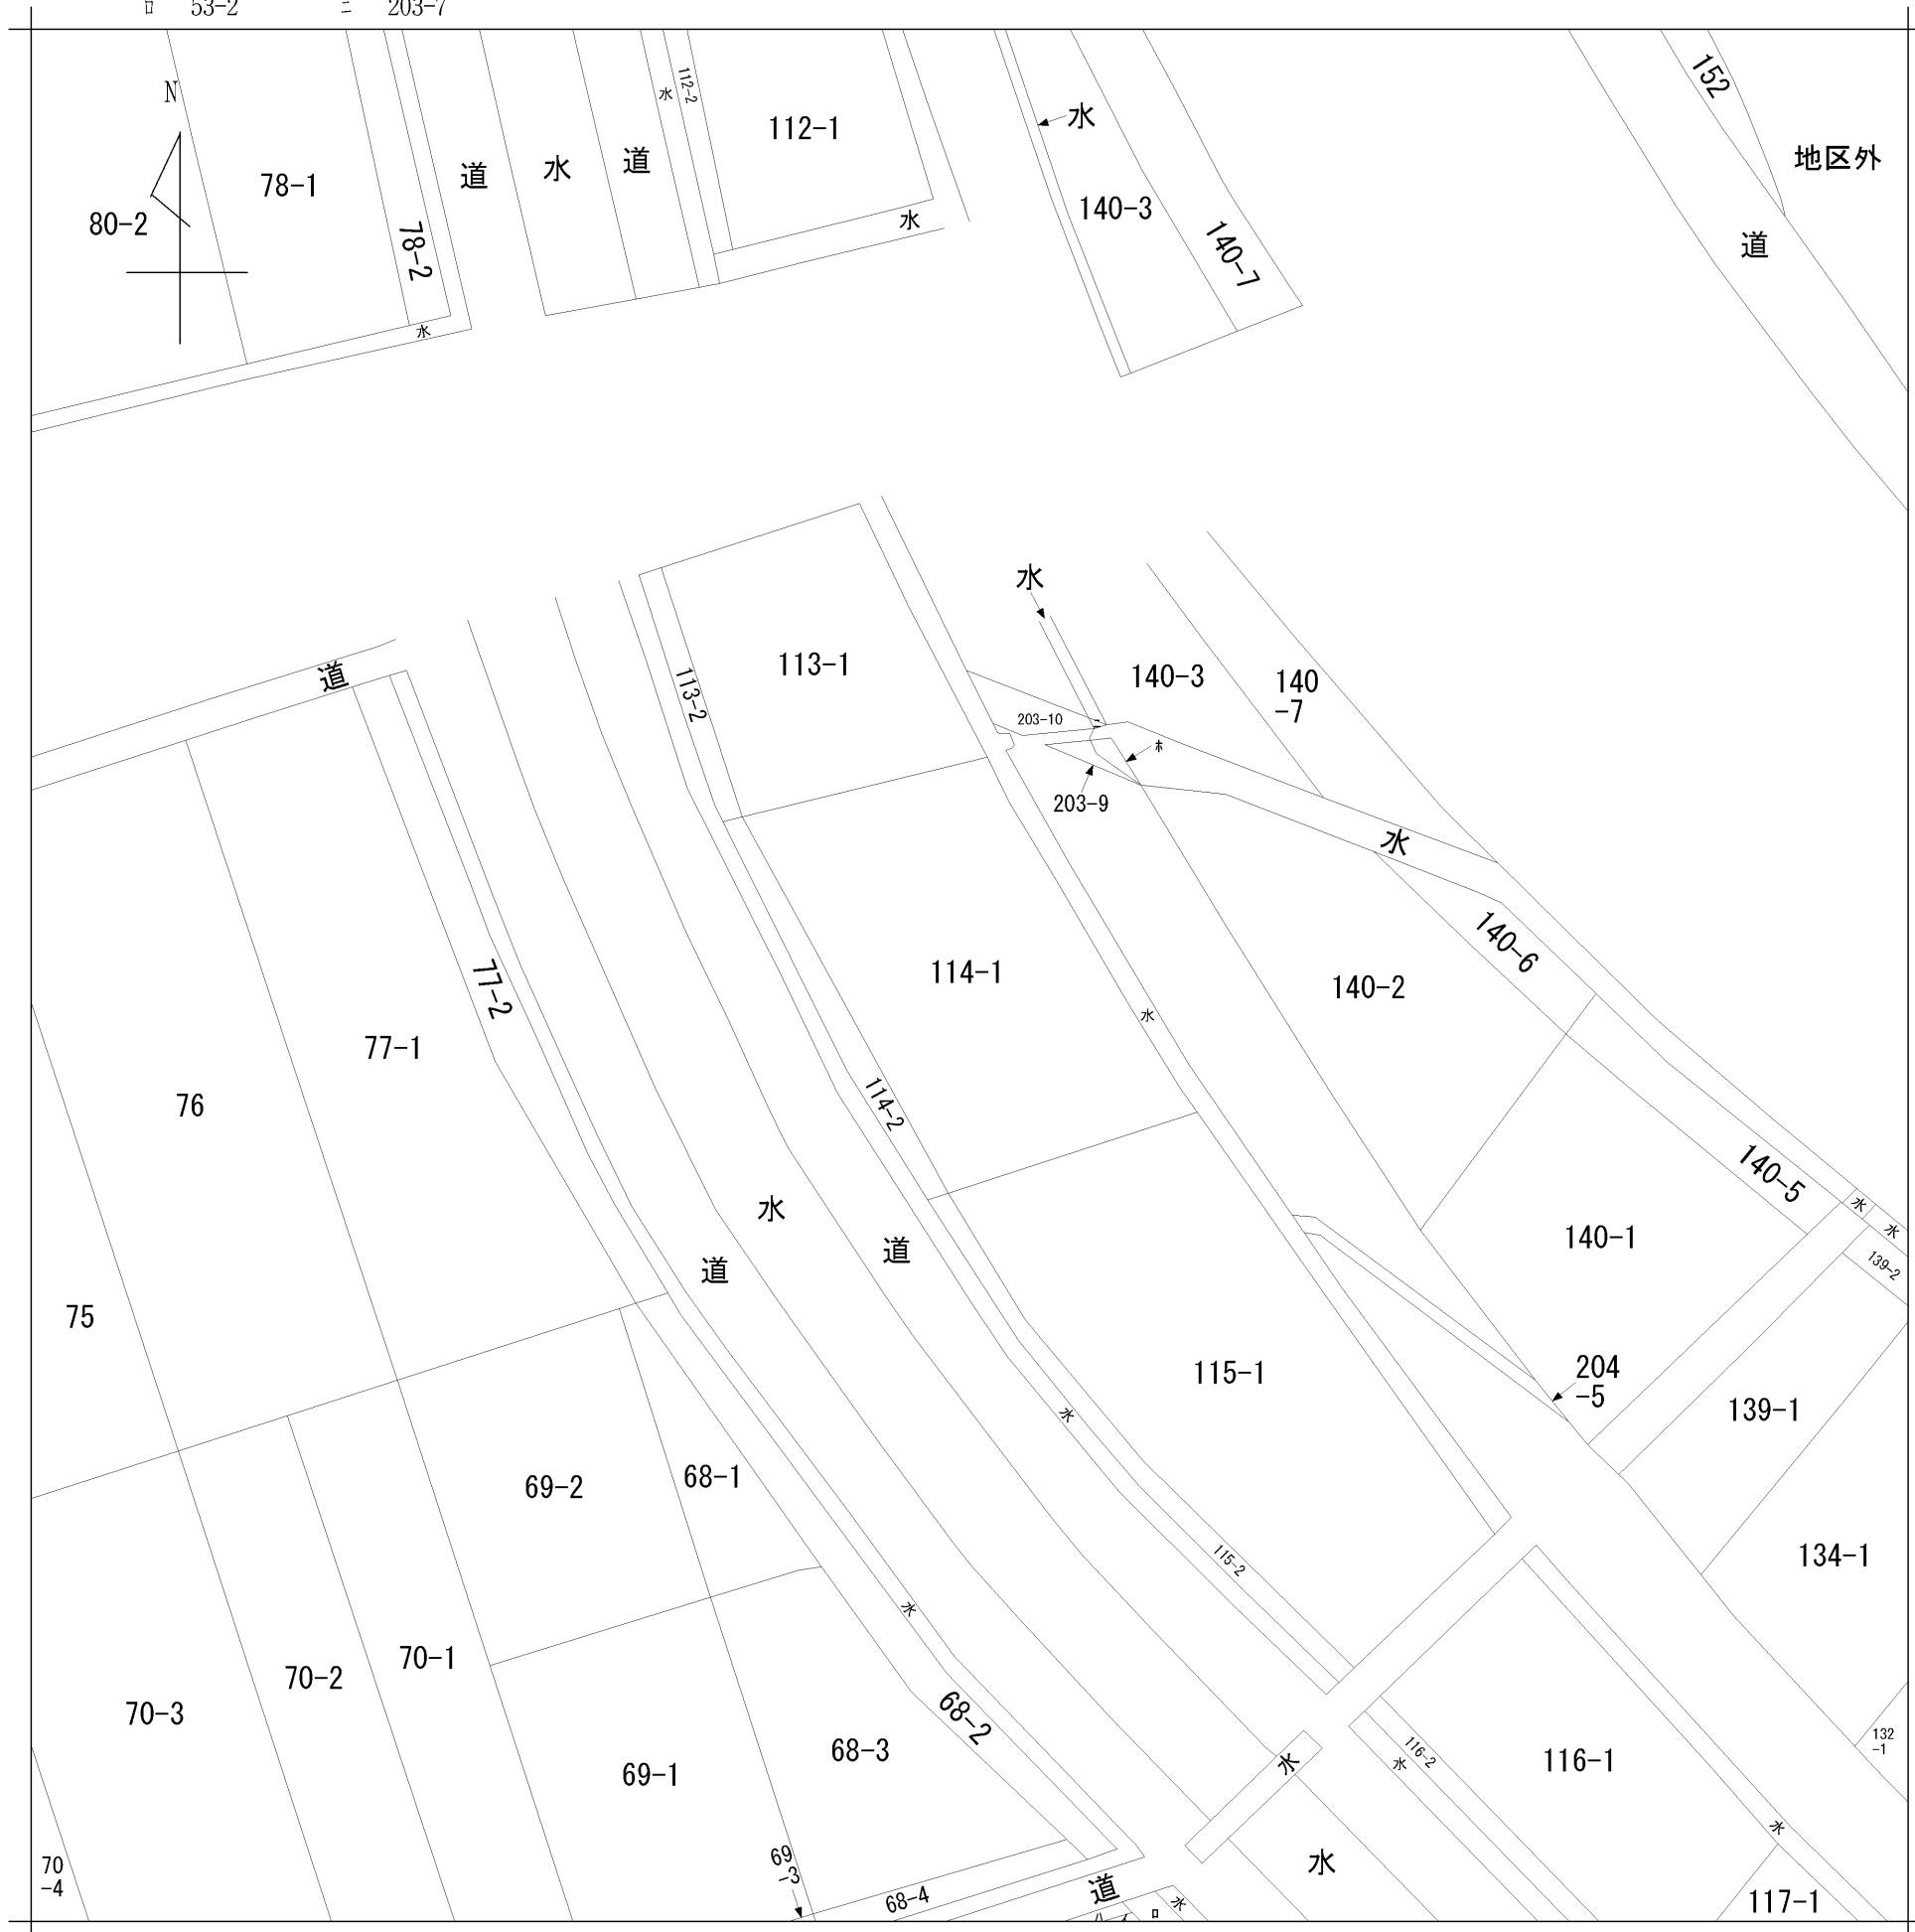 ロ 53-2 ニ 203-7
N
80-2
78-1
78-2
水
道
水
道
水
112-2
112-1
水
水
140-3
140-7
152
地区外
道
道
113-2
113-1
水
203-10
ニ
ホ
203-9
140-3
140
-7
水
140-6
77-2
77-1
76
75
114-1
114-2
水
140-2
140-5
水
水
139-2
140-1
水
道
道
115-1
204
-5
139-1
134-1
水
115-2
69-2
68-1
水
70-3
70-2
70-1
69-1
68-3
68-2
水
116-2
水
116-1
132
-1
水
117-1
70
-4
69
-3
68-4
道
水
水
ハ
イ
ロ